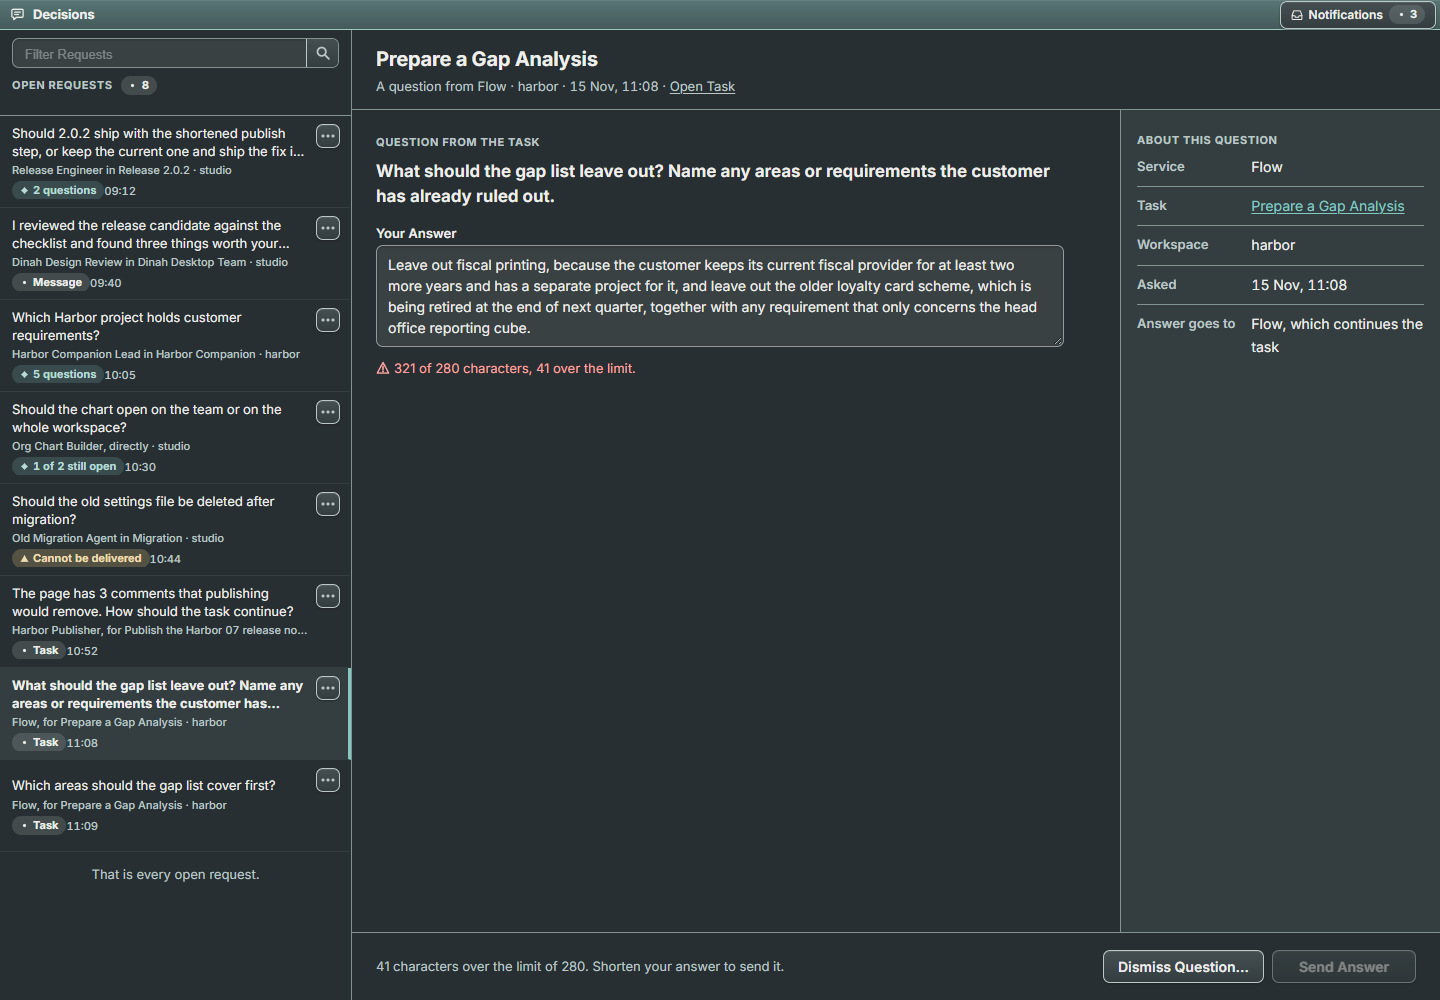 Decisions
Notifications • 3
Filter Requests
OPEN REQUESTS • 8
Should 2.0.2 ship with the shortened publish
step, or keep the current one and ship the fix i...
Release Engineer in Release 2.0.2 · studio
2 questions 09:12
I reviewed the release candidate against the
checklist and found three things worth your...
Dinah Design Review in Dinah Desktop Team · studio
• Message 09:40
Which Harbor project holds customer
requirements?
Harbor Companion Lead in Harbor Companion · harbor
5 questions 10:05
Should the chart open on the team or on the
whole workspace?
Org Chart Builder, directly · studio
1 of 2 still open 10:30
Should the old settings file be deleted after
migration?
Old Migration Agent in Migration · studio
Cannot be delivered 10:44
The page has 3 comments that publishing
would remove. How should the task continue?
Harbor Publisher, for Publish the Harbor 07 release no...
• Task 10:52
What should the gap list leave out? Name any
areas or requirements the customer has...
Flow, for Prepare a Gap Analysis · harbor
• Task 11:08
Which areas should the gap list cover first?
Flow, for Prepare a Gap Analysis · harbor
• Task 11:09
That is every open request.
Prepare a Gap Analysis
A question from Flow · harbor · 15 Nov, 11:08 · Open Task
QUESTION FROM THE TASK
What should the gap list leave out? Name any areas or requirements the customer
has already ruled out.
Your Answer
Leave out fiscal printing, because the customer keeps its current fiscal provider for at least two
more years and has a separate project for it, and leave out the older loyalty card scheme, which is
being retired at the end of next quarter, together with any requirement that only concerns the head
office reporting cube.
321 of 280 characters, 41 over the limit.
ABOUT THIS QUESTION
Service Flow
Task Prepare a Gap Analysis
Workspace harbor
Asked 15 Nov, 11:08
Answer goes to Flow, which continues the
task
41 characters over the limit of 280. Shorten your answer to send it.
Dismiss Question...
Send Answer